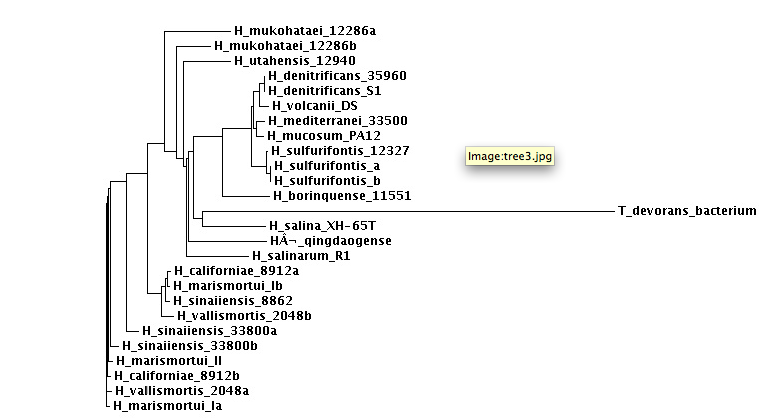 H_mukohataei_12286a
H_mukohataei_12286b
H_utahensis_12940
H_denitrificans_35960
H_denitrificans_S1
H_volcanii_DS
H_mediterranei_33500
H_mucosum_PA12
H_sulfurifontis_12327
Image:tree3.jpg
H_sulfurifontis_a
H_sulfurifontis_b
H_borinquense_11551
T_devorans_bacterium
H_salina_XH-65T
HÂ¬_qingdaogense
H_salinarum_R1
H_californiae_8912a
H_marismortui_Ib
H_sinaiiensis_8862
H_vallismortis_2048b
H_sinaiiensis_33800a
H_sinaiiensis_33800b
H_marismortui_II
H_californiae_8912b
H_vallismortis_2048a
H_marismortui_Ia